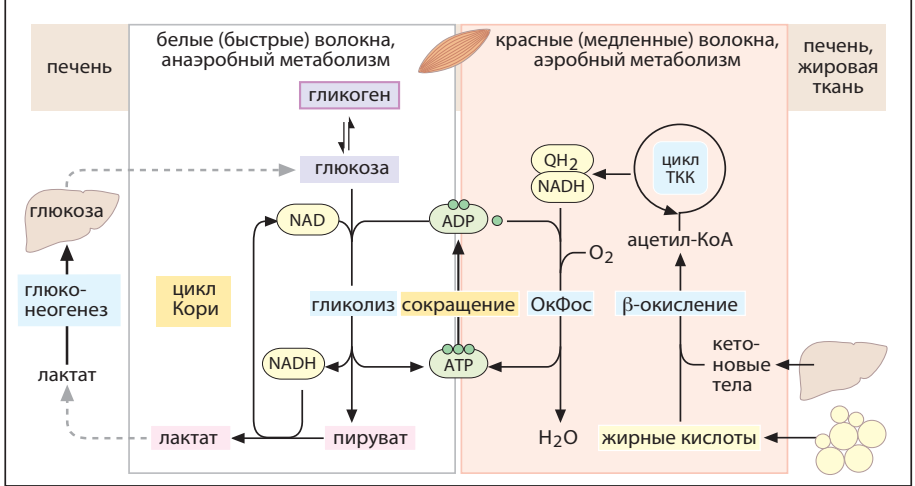 печень
белые (быстрые) волокна,
анаэробный метаболизм
красные (медленные) волокна,
аэробный метаболизм
печень,
жировая
ткань
гликоген
глюкоза
глюкоза
глюко-
неогенез
лактат
цикл
Кори
NAD
ADP
гликолиз
сокращение
NADH
ATP
лактат
пируват
QH2
NADH
цикл
ТКК
ацетил-КоА
O2
ОкФос
β-окисление
кето-
новые
тела
H2O
жирные кислоты